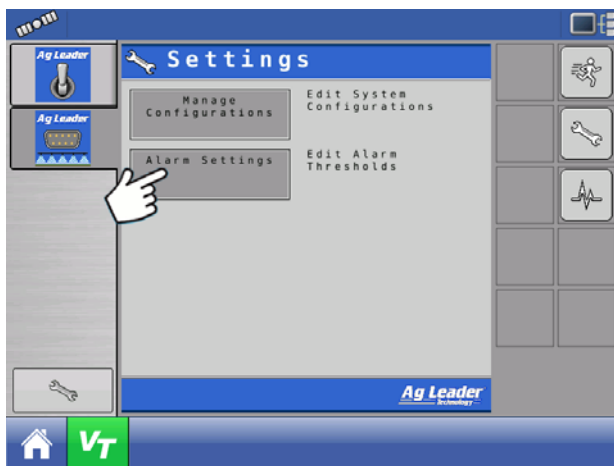 Ag Leader
Settings
Manage
Configurations
Edit System
Configurations
Ag Leader
Alarm Settings
Edit Alarm
Thresholds
Ag Leader
Technology
VT